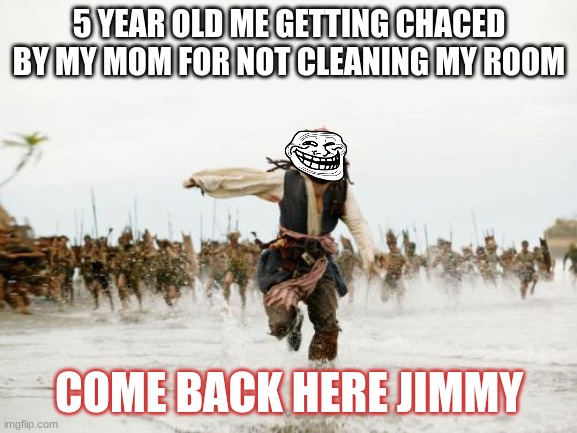 5 YEAR OLD ME GETTING CHACED
BY MY MOM FOR NOT CLEANING MY ROOM
COME BACK HERE JIMMY
imgflip.com